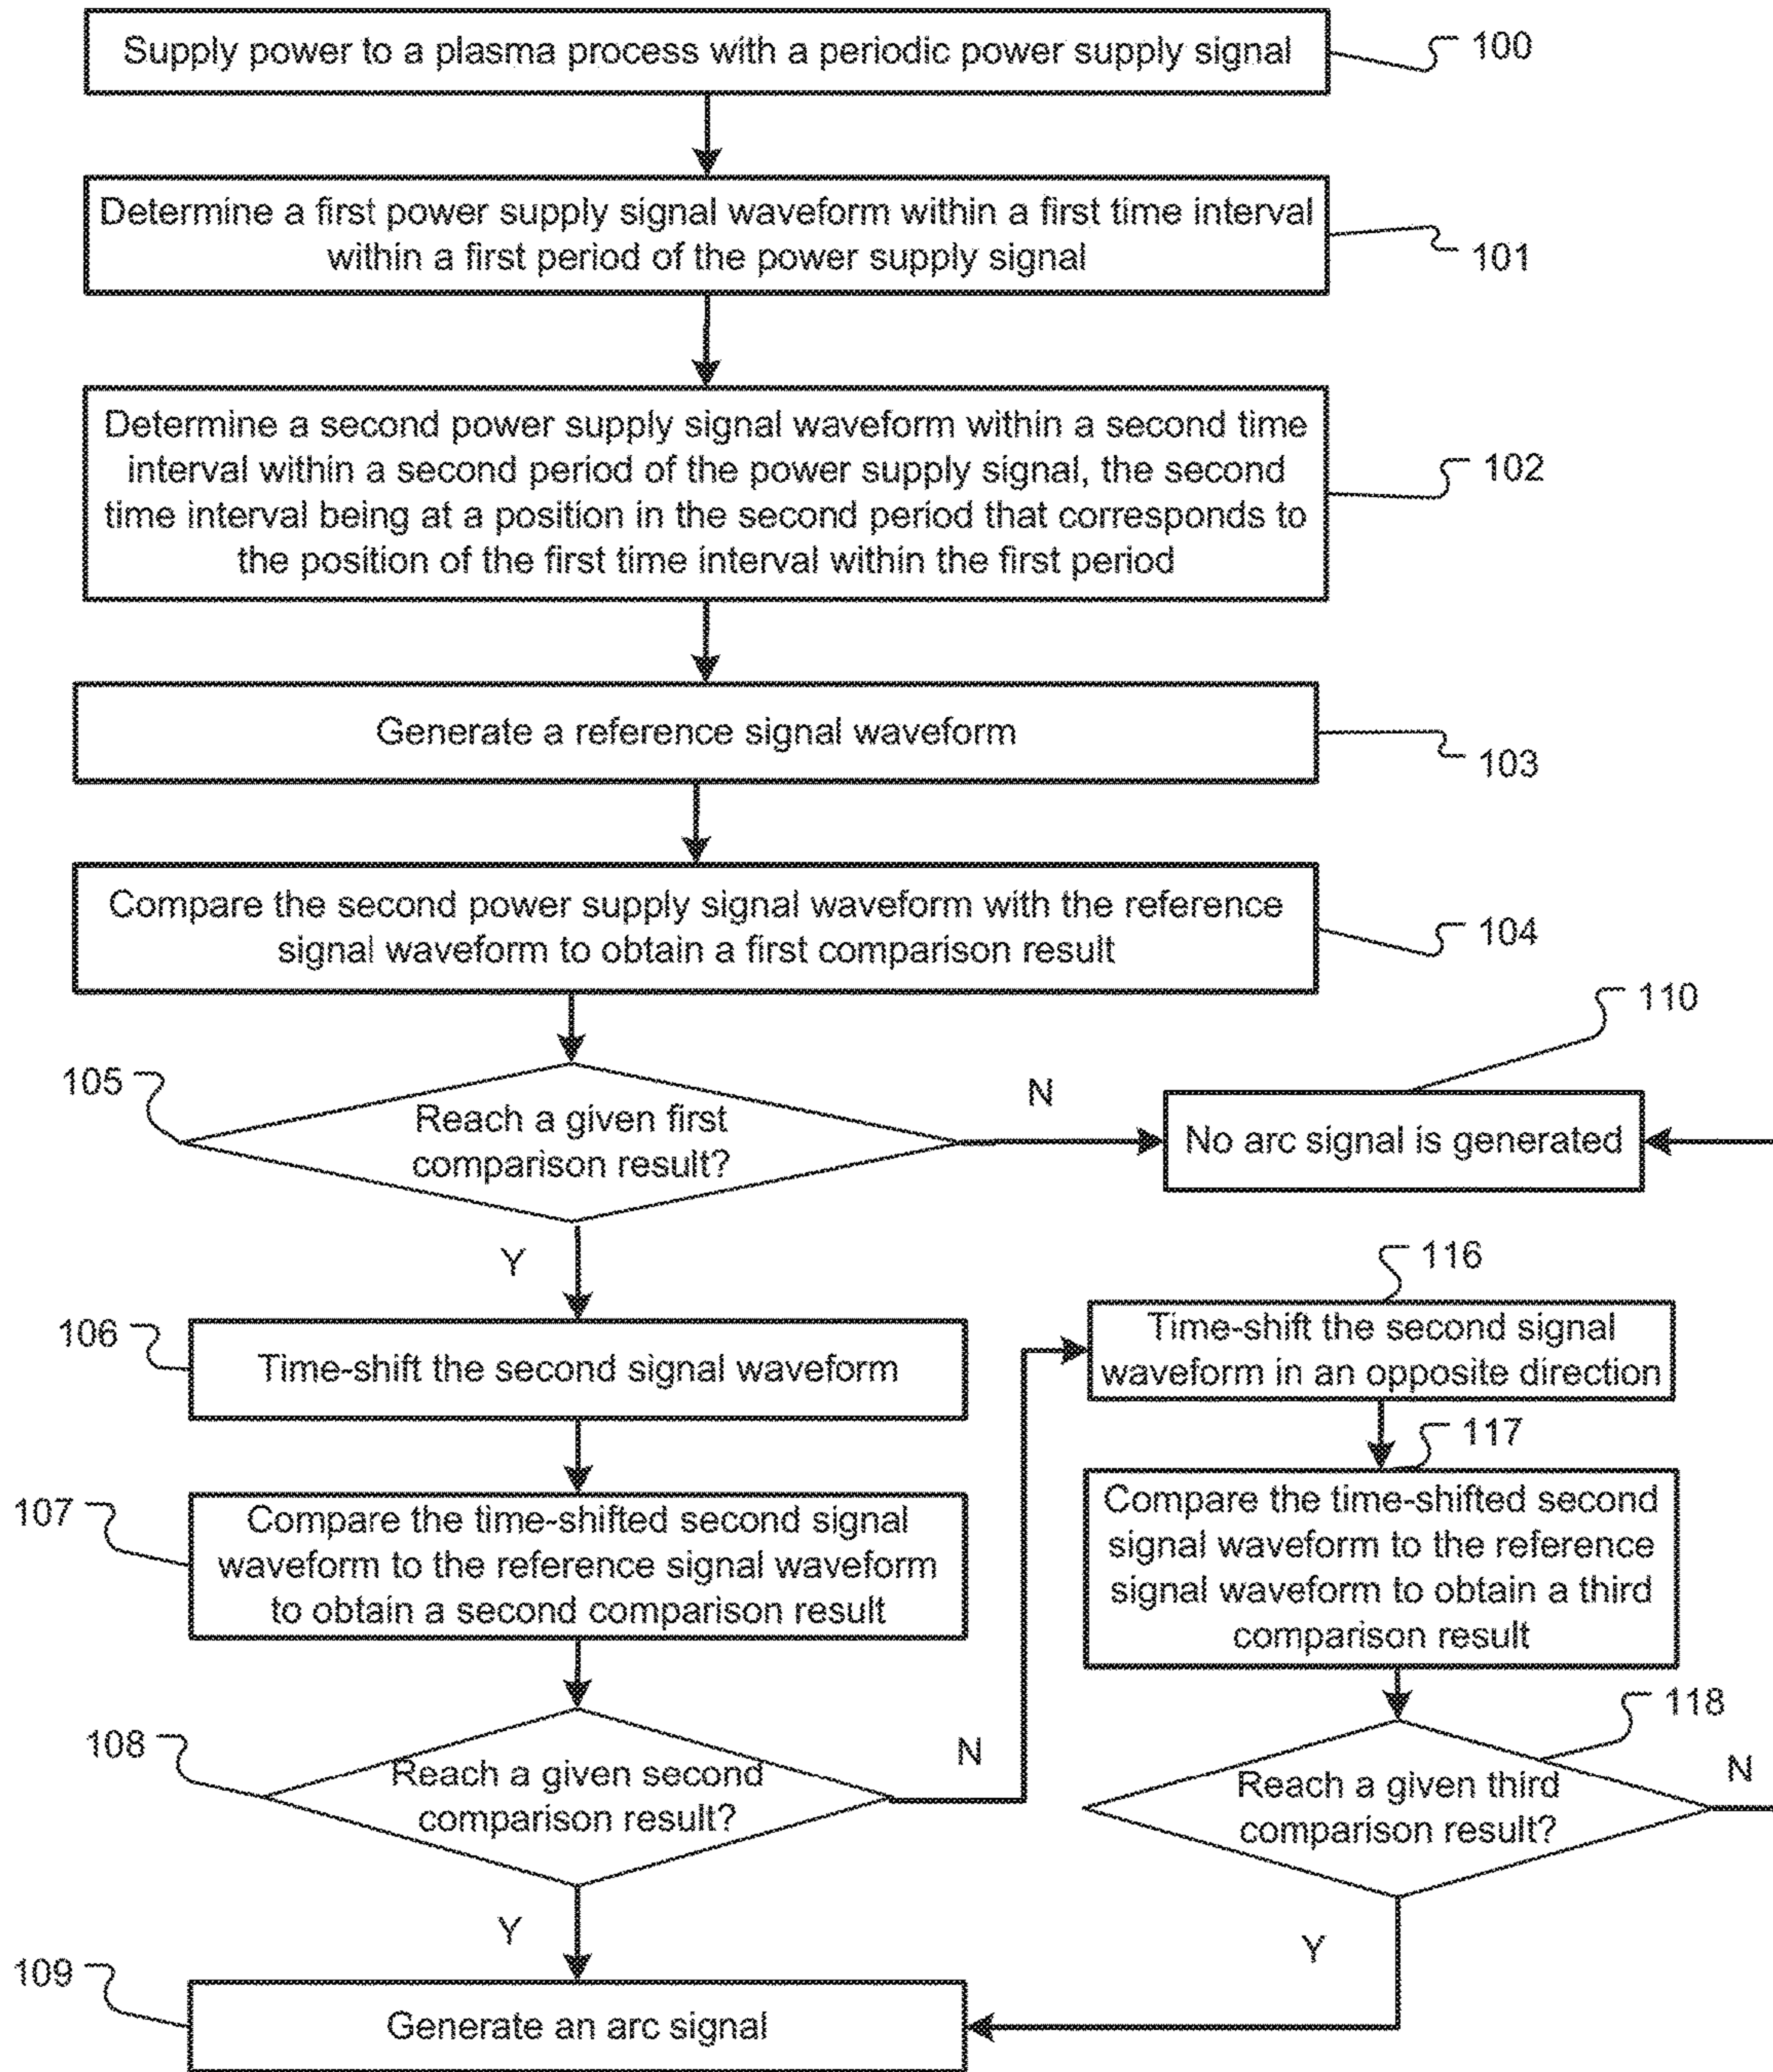 Supply power to a plasma process with a periodic power supply signal
100
Determine a first power supply signal waveform within a first time interval
within a first period of the power supply signal
101
Determine a second power supply signal waveform within a second time
interval within a second period of the power supply signal, the second
time interval being at a position in the second period that corresponds to
the position of the first time interval within the first period
102
Generate a reference signal waveform
103
Compare the second power supply signal waveform with the reference
signal waveform to obtain a first comparison result
104
105
Reach a given first
comparison result?
N
110
No arc signal is generated
Y
106
Time-shift the second signal waveform
107
Compare the time-shifted second signal
waveform to the reference signal waveform
to obtain a second comparison result
108
Reach a given second
comparison result?
N
116
Time-shift the second signal
waveform in an opposite direction
117
Compare the time-shifted second
signal waveform to the reference
signal waveform to obtain a third
comparison result
118
Reach a given third
comparison result?
N
Y
Y
109
Generate an arc signal